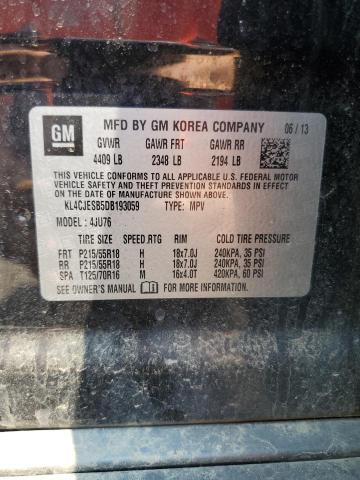 GM
MFD BY GM KOREA COMPANY 06/13
GVWR GAWR FRT GAWR RR
4409 LB 2348 LB 2194 LB
THIS VEHICLE CONFORMS TO ALL APPLICABLE U.S. FEDERAL
MOTOR VEHICLE SAFETY, BUMPER, AND THEFT PREVENTION
STANDARDS IN EFFECT ON THE
DATE OF MANUFACTURE SHOWN ABOVE.
KL4CJESB5DB193059 TYPE: MPV
MODEL: 4JU76
TIRE SIZE SPEED RTG RIM COLD TIRE PRESSURE
FRT P215/55R18 H 18x7.0J 240KPA, 35 PSI
RR P215/55R18 H 18x7.0J 240KPA, 35 PSI
SPA T125/70R16 M 16x4.0T 420KPA, 60 PSI
SEE OWNER'S MANUAL FOR MORE INFORMATION